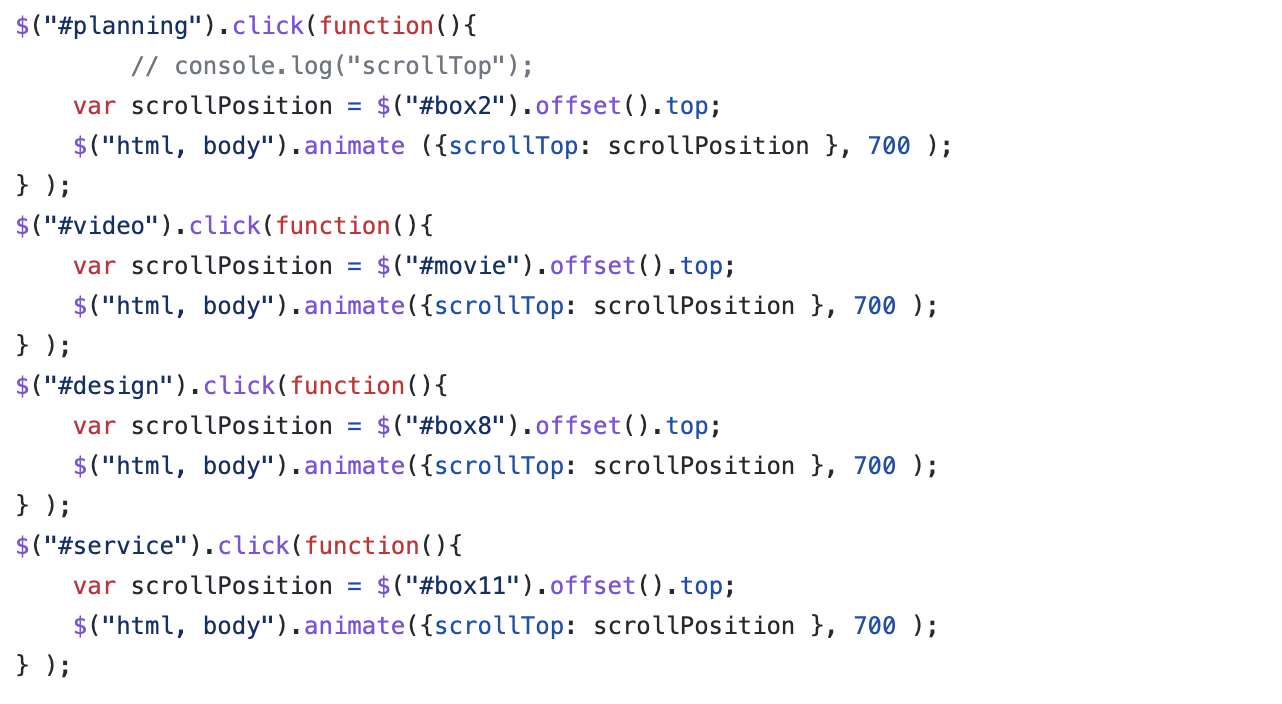 $("#planning").click(function(){
        // console.log("scrollTop");
    var scrollPosition = $("#box2").offset().top;
    $("html, body").animate ({scrollTop: scrollPosition }, 700 );
} );
$("#video").click(function(){
    var scrollPosition = $("#movie").offset().top;
    $("html, body").animate({scrollTop: scrollPosition }, 700 );
} );
$("#design").click(function(){
    var scrollPosition = $("#box8").offset().top;
    $("html, body").animate({scrollTop: scrollPosition }, 700 );
} );
$("#service").click(function(){
    var scrollPosition = $("#box11").offset().top;
    $("html, body").animate({scrollTop: scrollPosition }, 700 );
} );